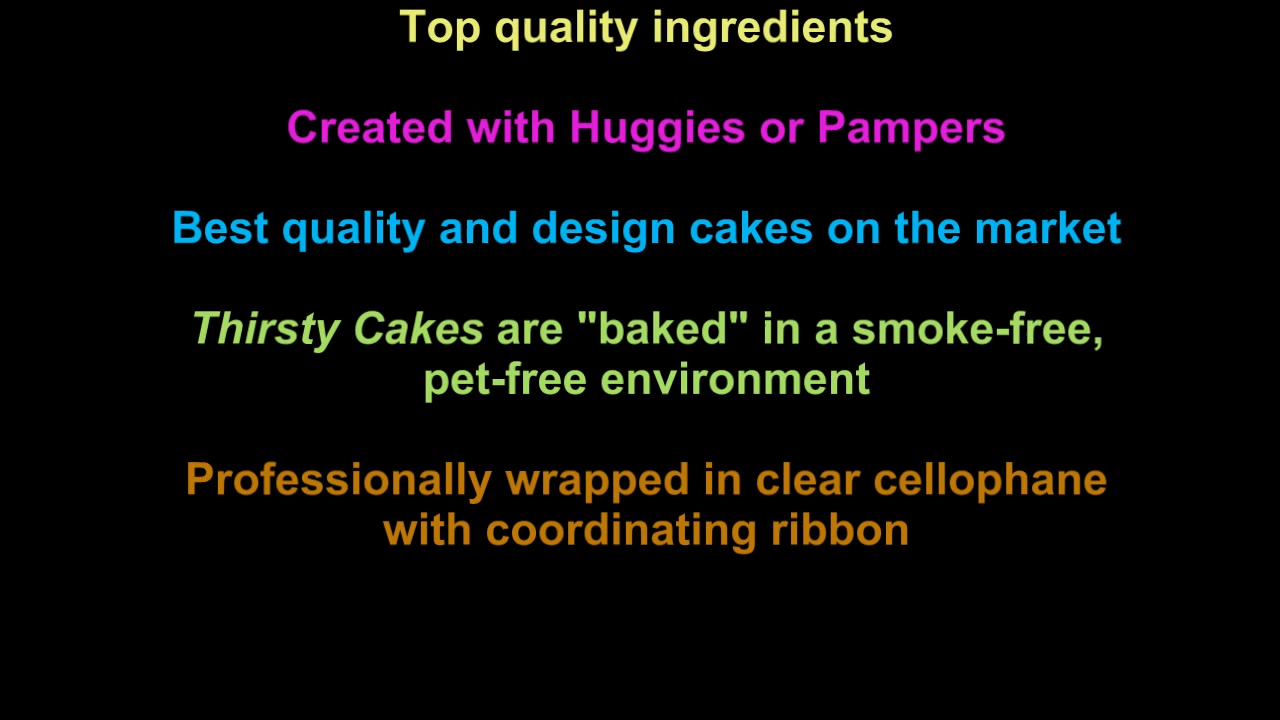 Top quality ingredients
Created with Huggies or Pampers
Best quality and design cakes on the market
Thirsty Cakes are "baked" in a smoke-free,
pet-free environment
Professionally wrapped in clear cellophane
with coordinating ribbon